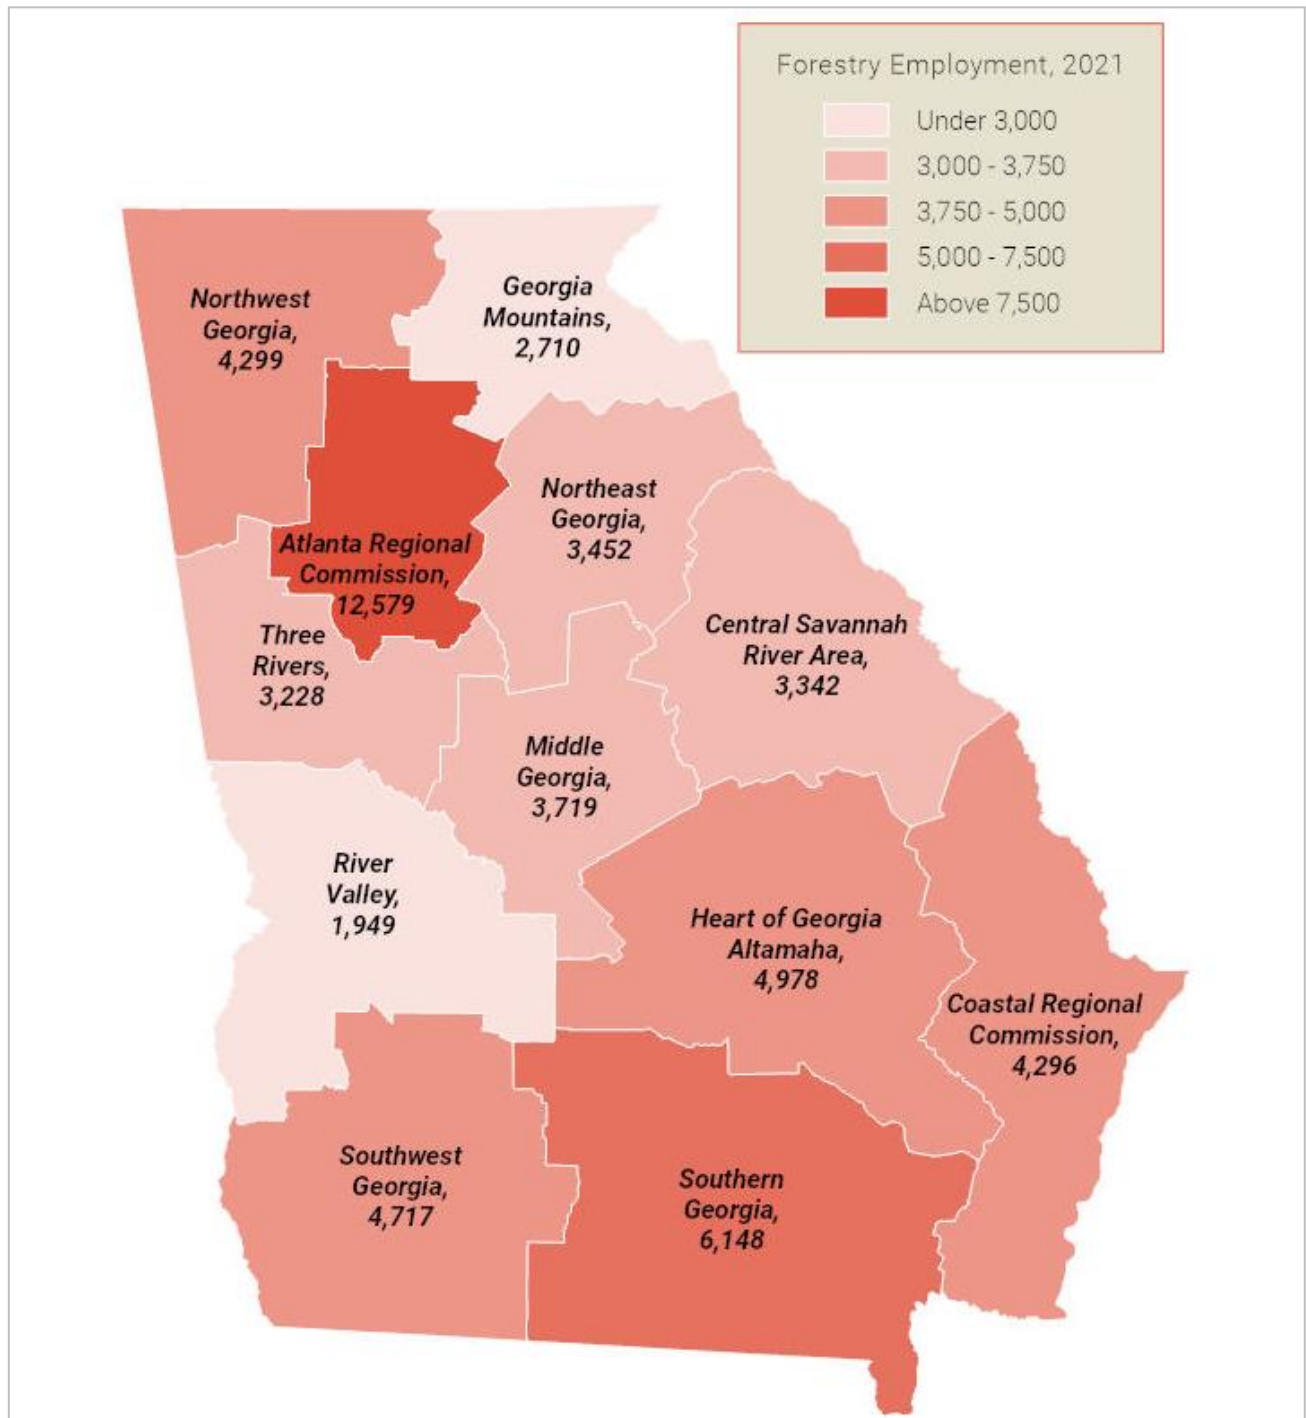 Forestry Employment, 2021
Under 3,000
3,000 - 3,750
3,750 - 5,000
5,000 - 7,500
Above 7,500
Northwest
Georgia,
4,299
Georgia
Mountains,
2,710
Atlanta Regional
Commission,
12,579
Northeast
Georgia,
3,452
Three
Rivers,
3,228
Central Savannah
River Area,
3,342
Middle
Georgia,
3,719
River
Valley,
1,949
Heart of Georgia
Altamaha,
4,978
Coastal Regional
Commission,
4,296
Southwest
Georgia,
4,717
Southern
Georgia,
6,148